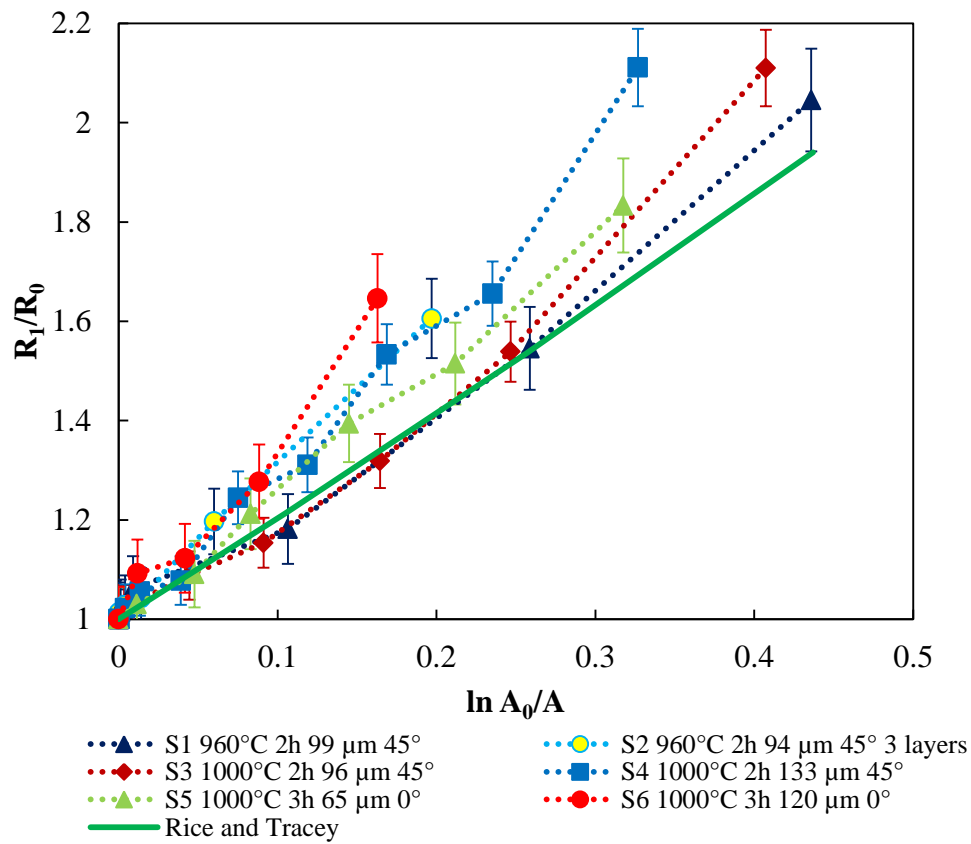 2.2
2
1.8
1.6
1.4
1.2
1
R₁/R₀
0 0.1 0.2 0.3 0.4 0.5
ln A₀/A
S1 960°C 2h 99 µm 45° S2 960°C 2h 94 µm 45° 3 layers
S3 1000°C 2h 96 µm 45° S4 1000°C 2h 133 µm 45°
S5 1000°C 3h 65 µm 0° S6 1000°C 3h 120 µm 0°
Rice and Tracey